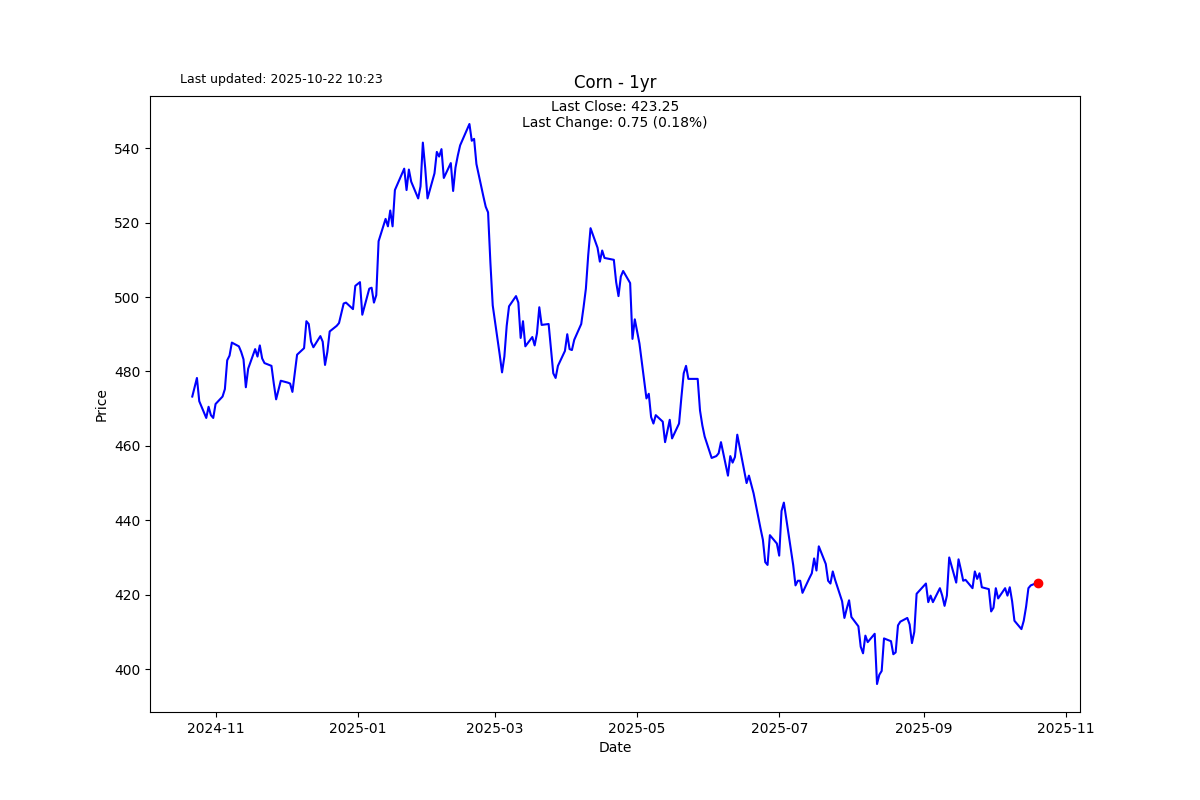 Last updated: 2025-10-22 10:23
Corn - 1yr
Last Close: 423.25
Last Change: 0.75 (0.18%)
Price
540
520
500
480
460
440
420
400
2024-11 2025-01 2025-03 2025-05 2025-07 2025-09 2025-11
Date